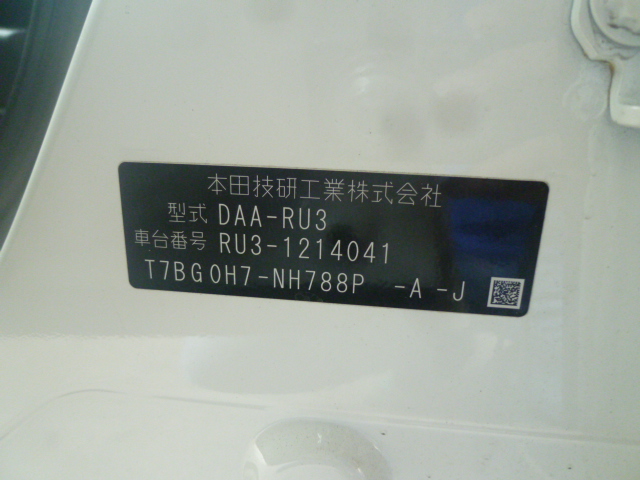 本田技研工業株式会社
型式 DAA-RU3
車台番号 RU3-1214041
T7BG0H7-NH788P -A -J